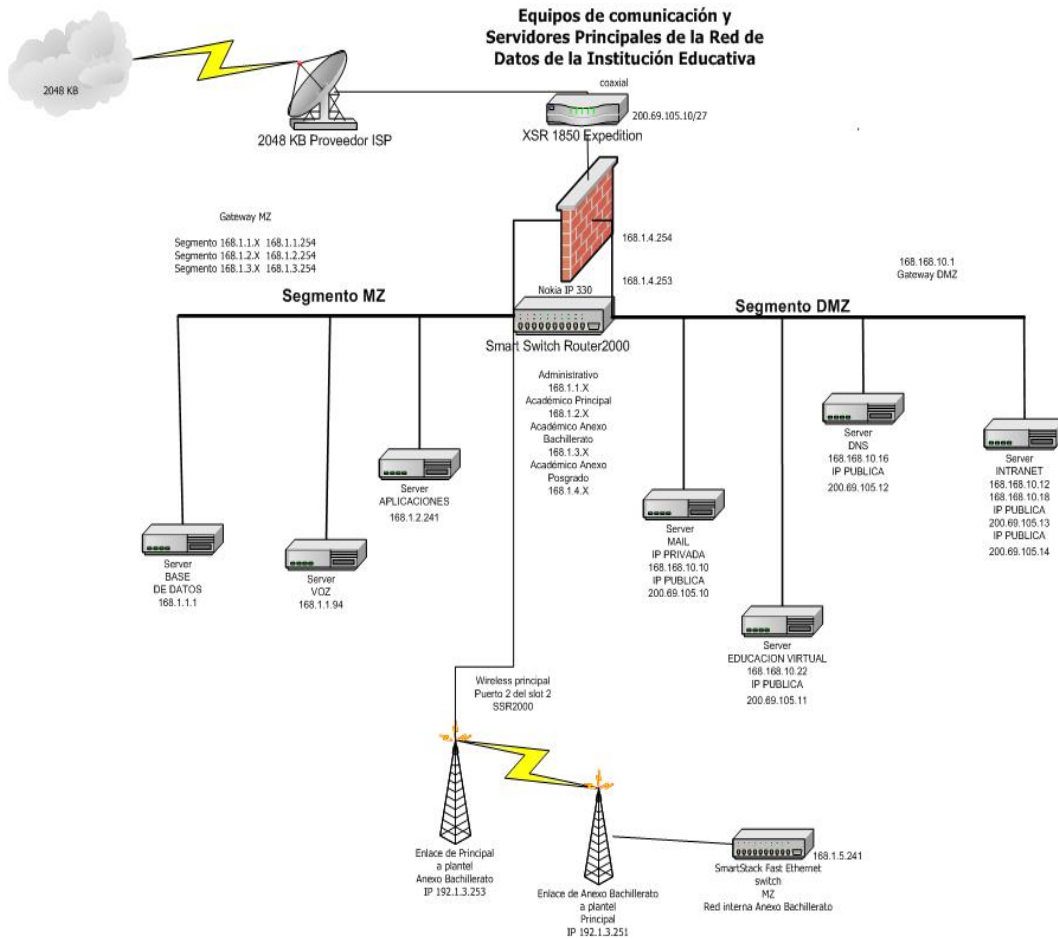 Equipos de comunicación y
Servidores Principales de la Red de
Datos de la Institución Educativa
2048 KB
2048 KB Proveedor ISP
coaxial
200.69.105.10/27
XSR 1850 Expedition
Gateway MZ
Segmento 168.1.1.X 168.1.1.254
Segmento 168.1.2.X 168.1.2.254
Segmento 168.1.3.X 168.1.3.254
168.1.4.254
168.1.4.253
Nokia IP 330
168.168.10.1
Gateway DMZ
Segmento MZ
Segmento DMZ
Smart Switch Router2000
Administrativo
168.1.1.X
Académico Principal
168.1.2.X
Académico Anexo
Bachillerato
168.1.3.X
Académico Anexo
Posgrado
168.1.4.X
Server
BASE
DE DATOS
168.1.1.1
Server
VOZ
168.1.1.94
Server
APLICACIONES
168.1.2.241
Server
MAIL
IP PRIVADA
168.168.10.10
IP PUBLICA
200.69.105.10
Server
EDUCACION VIRTUAL
168.168.10.22
IP PUBLICA
200.69.105.11
Server
DNS
168.168.10.16
IP PUBLICA
200.69.105.12
Server
INTRANET
168.168.10.12
168.168.10.18
IP PUBLICA
200.69.105.13
IP PUBLICA
200.69.105.14
Wireless principal
Puerto 2 del slot 2
SSR2000
Enlace de Principal
a plantel
Anexo Bachillerato
IP 192.1.3.253
Enlace de Anexo Bachillerato
a plantel
Principal
IP 192.1.3.251
168.1.5.241
SmartStack Fast Ethernet
switch
MZ
Red interna Anexo Bachillerato